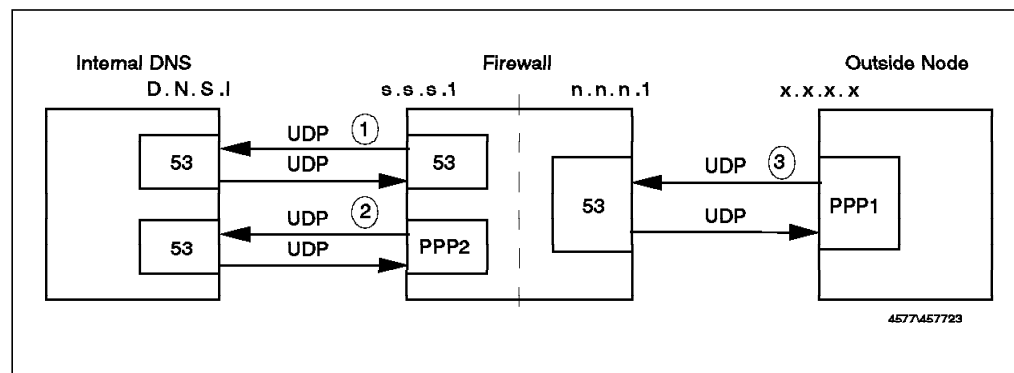 Internal DNS Firewall Outside Node
D.N.S.I s.s.s.1 n.n.n.1 x.x.x.x
UDP 1
53 UDP 53
UDP 3
UDP 2
53 PPP1
53 UDP PPP2
UDP
4577\457723